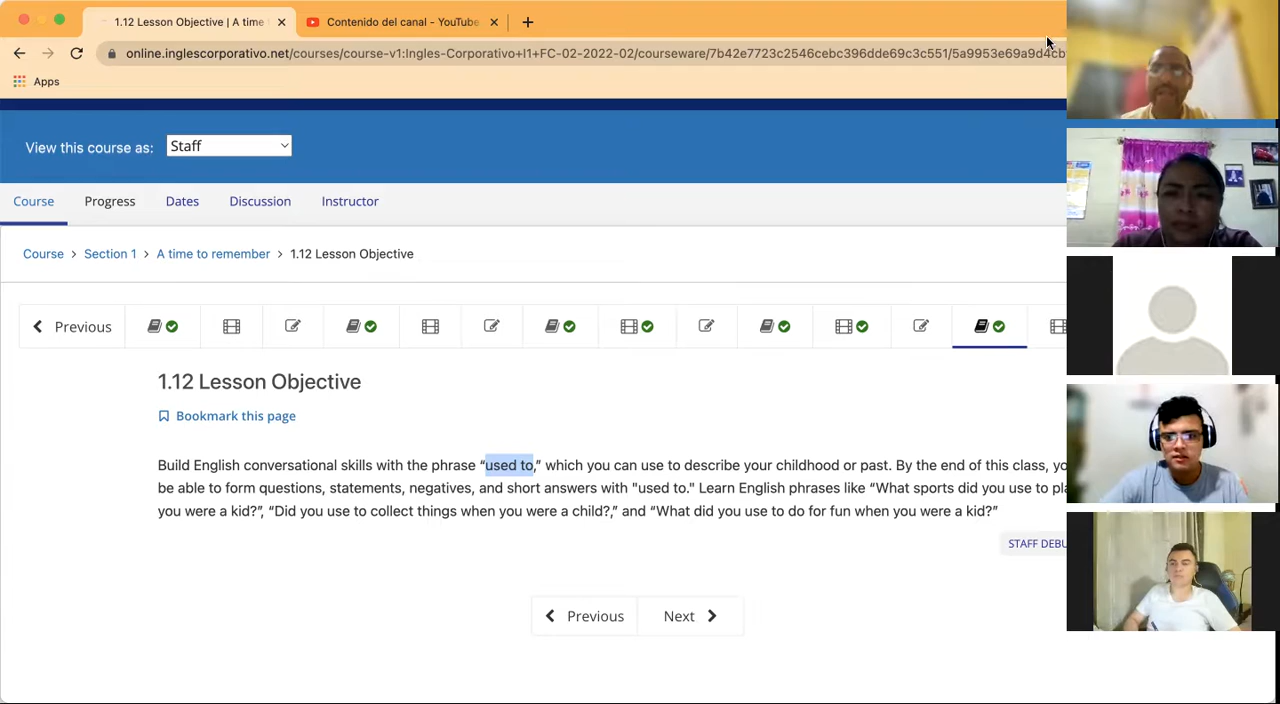 1.12 Lesson Objective | A time
Contenido del canal - YouTube
online.inglescorporativo.net/courses/course-v1:Ingles-Corporativo+I1+FC-02-2022-02/courseware/7b42e7723c2546cebc396dde69c3c551/5a9953e69a9d4cb
Apps
View this course as: Staff
Course Progress Dates Discussion Instructor
Course > Section 1 > A time to remember > 1.12 Lesson Objective
Previous
1.12 Lesson Objective
Bookmark this page
Build English conversational skills with the phrase “used to,” which you can use to describe your childhood or past. By the end of this class, yo
be able to form questions, statements, negatives, and short answers with "used to." Learn English phrases like “What sports did you use to pla
you were a kid?”, “Did you use to collect things when you were a child?,” and “What did you use to do for fun when you were a kid?”
STAFF DEBU
Previous Next